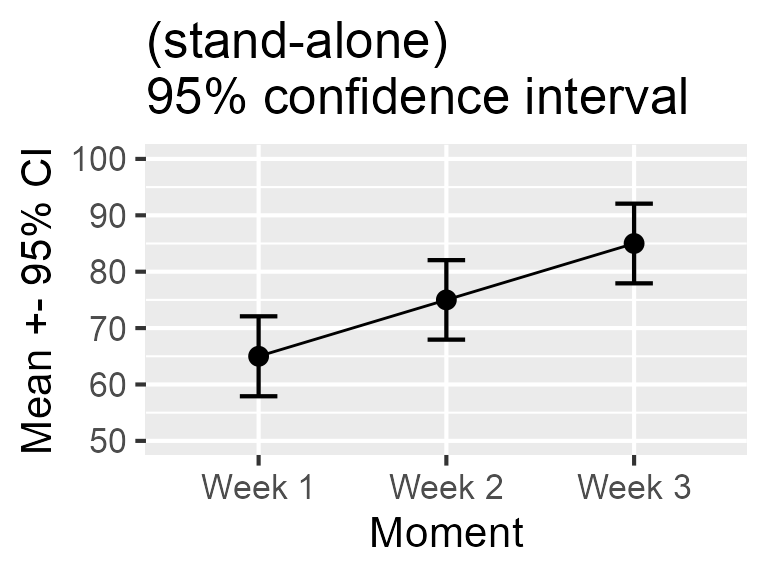 (stand-alone)
95% confidence interval
Mean +- 95% CI
100
90
80
70
60
50
Week 1 Week 2 Week 3
Moment